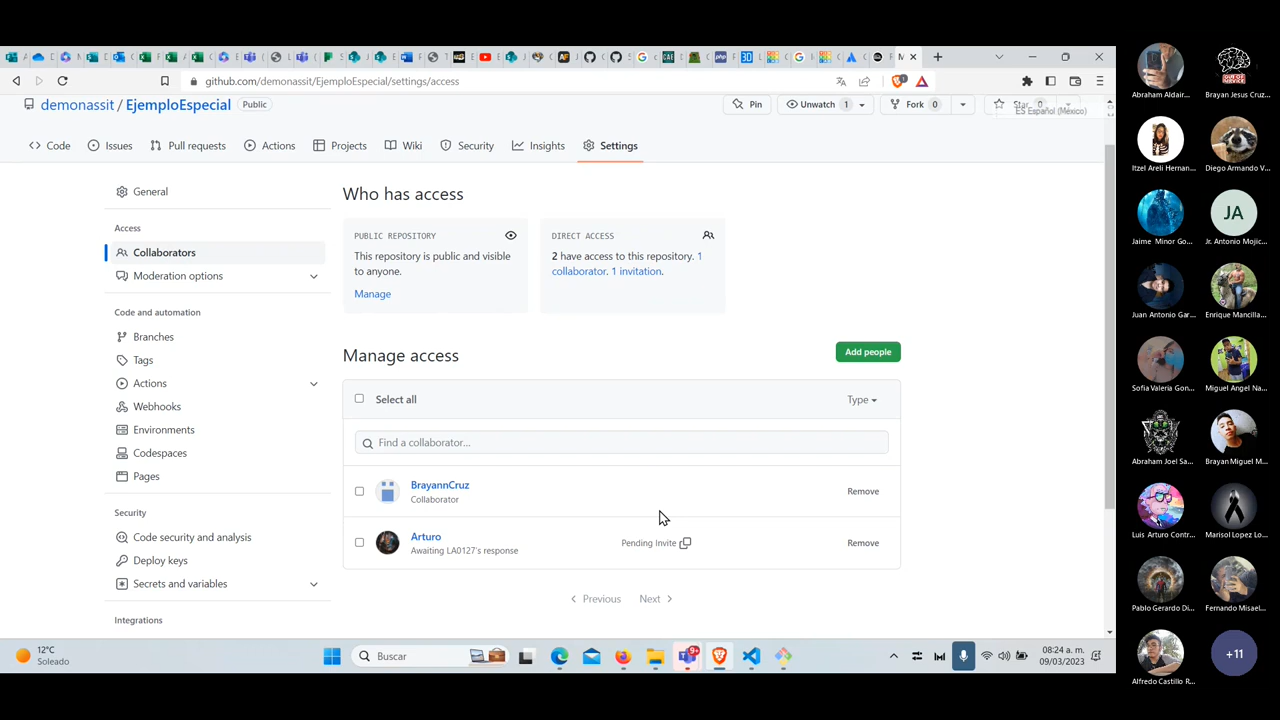 github.com/demonassit/EjemploEspecial/settings/access
demonassit / EjemploEspecial Public
Pin
Unwatch 1
Fork 0
Star 0
ES Español (México)
Code
Issues
Pull requests
Actions
Projects
Wiki
Security
Insights
Settings
General
Access
Collaborators
Moderation options
Code and automation
Branches
Tags
Actions
Webhooks
Environments
Codespaces
Pages
Security
Code security and analysis
Deploy keys
Secrets and variables
Integrations
Who has access
PUBLIC REPOSITORY
This repository is public and visible
to anyone.
Manage
DIRECT ACCESS
2 have access to this repository. 1
collaborator. 1 invitation.
Manage access
Add people
Select all
Type
Find a collaborator...
BrayannCruz
Collaborator
Remove
Arturo
Awaiting LA0127's response
Pending Invite
Remove
Previous
Next
12°C
Soleado
Buscar
9+
08:24 a. m.
09/03/2023
Abraham Aldair...
Brayan Jesus Cruz...
Itzel Areli Hernan...
Diego Armando V...
Jaime Minor Go...
JA
Jr. Antonio Mojic...
Juan Antonio Gar...
Enrique Mancilla...
Sofia Valeria Gon...
Miguel Angel Na...
Abraham Joel Sa...
Brayan Miguel M...
Luis Arturo Contr...
Marisol Lopez Lo...
Pablo Gerardo Di...
Fernando Misael...
Alfredo Castillo R...
+11